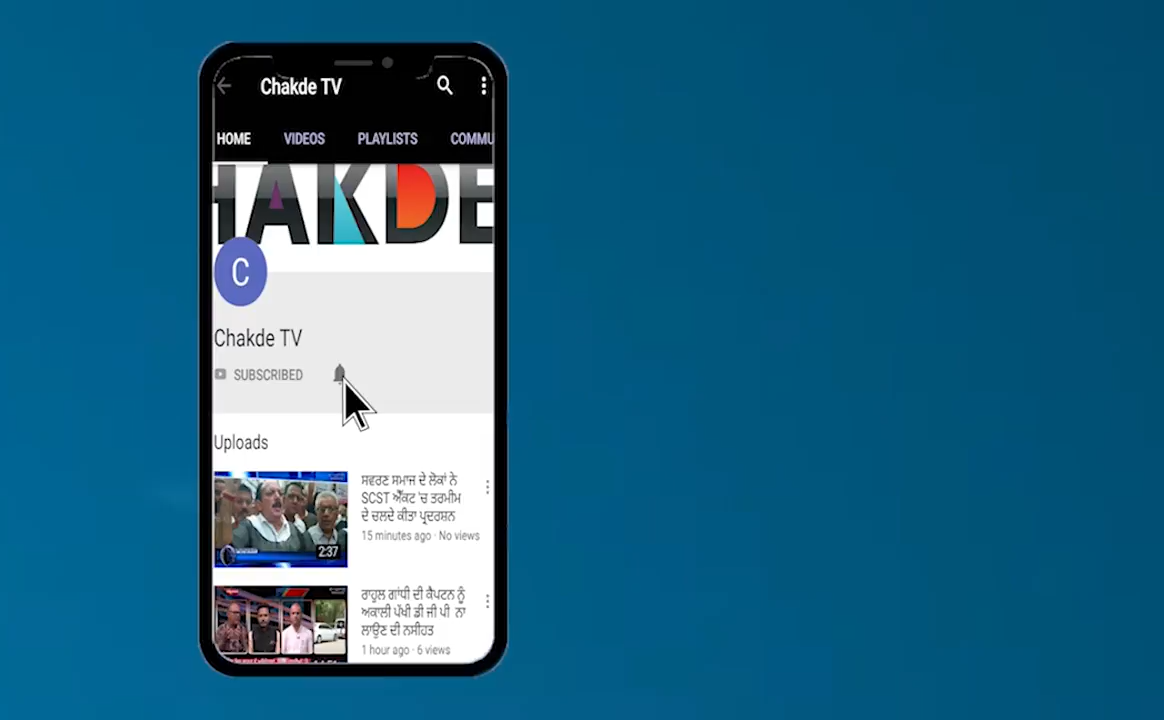 Chakde TV
HOME VIDEOS PLAYLISTS COMMU
HAKDE
C
Chakde TV
SUBSCRIBED
Uploads
ਸਵਰਣ ਸਮਾਜ ਦੇ ਲੋਕਾਂ ਨੇ
SCST ਐਕਟ 'ਚ ਤਰਮੀਮ
ਦੇ ਚਲਦੇ ਕੀਤਾ ਪ੍ਰਦਰਸ਼ਨ
15 minutes ago · No views
2:37
ਰਾਹੁਲ ਗਾਂਧੀ ਦੀ ਕੈਪਟਨ ਨੂੰ
ਅਕਾਲੀ ਪੱਖੀ ਡੀ ਜੀ ਪੀ ਨਾ
ਲਾਉਣ ਦੀ ਨਸੀਹਤ
1 hour ago · 6 views